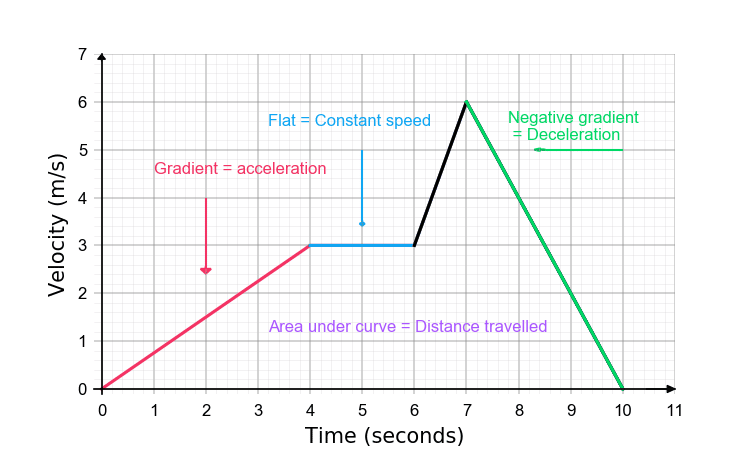 7
6
Flat = Constant speed
Negative gradient
= Deceleration
5
Gradient = acceleration
4
Velocity (m/s)
3
2
Area under curve = Distance travelled
1
0
0 1 2 3 4 5 6 7 8 9 10 11
Time (seconds)